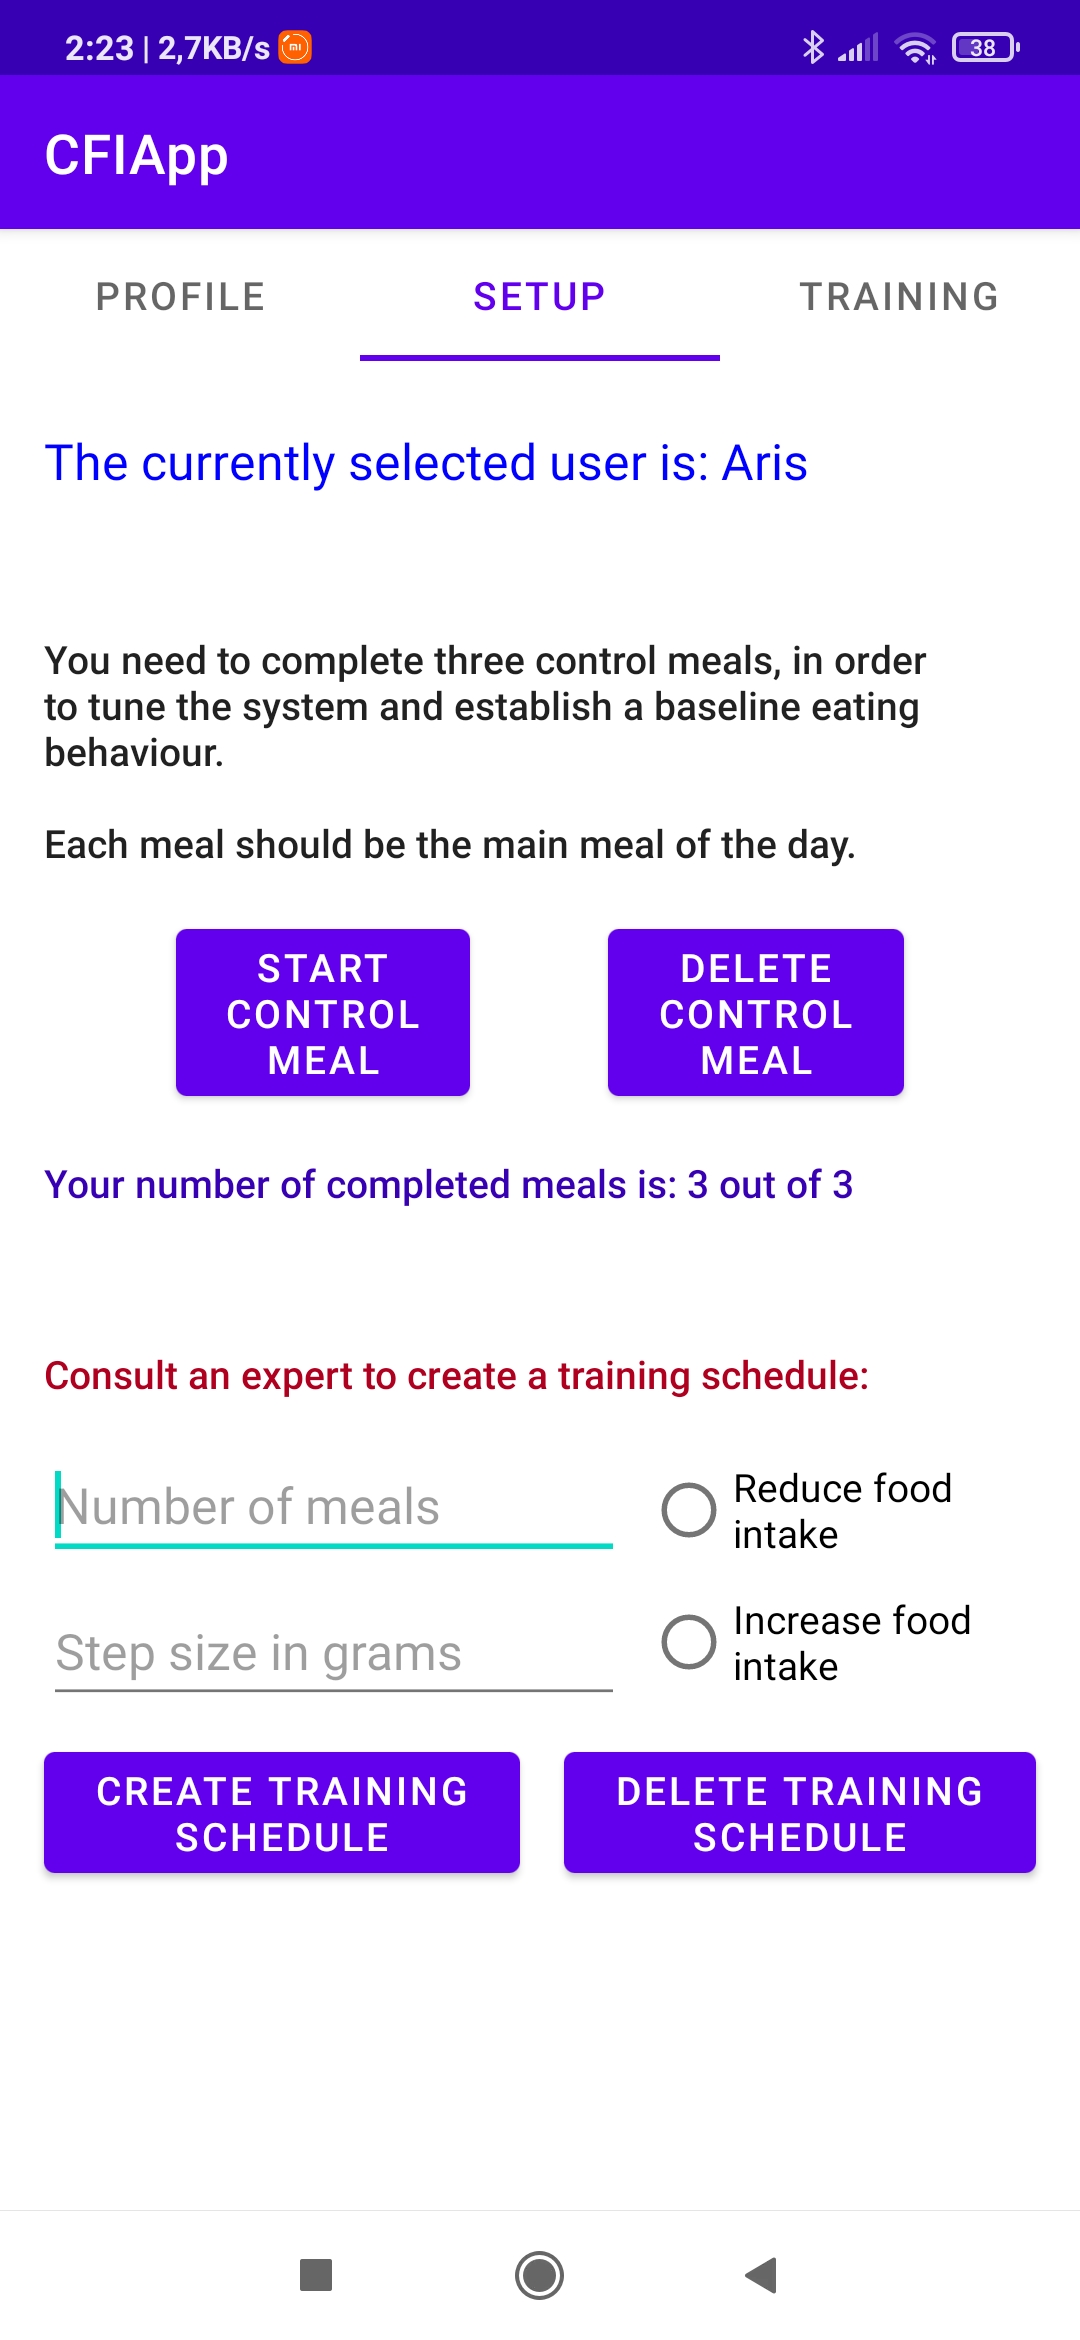 2:23 | 2,7KB/s
38
CFIApp
PROFILE SETUP TRAINING
The currently selected user is: Aris
You need to complete three control meals, in order
to tune the system and establish a baseline eating
behaviour.
Each meal should be the main meal of the day.
START
CONTROL
MEAL
DELETE
CONTROL
MEAL
Your number of completed meals is: 3 out of 3
Consult an expert to create a training schedule:
Number of meals
Reduce food
intake
Step size in grams
Increase food
intake
CREATE TRAINING
SCHEDULE
DELETE TRAINING
SCHEDULE